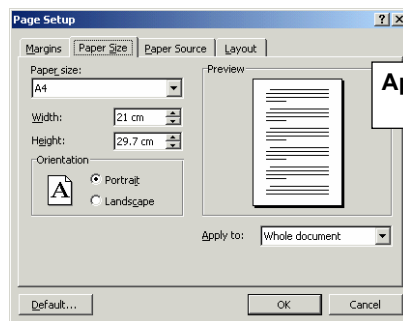 Page Setup
Margins Paper Size Paper Source Layout
Paper size:
A4
Width: 21 cm
Height: 29.7 cm
Orientation
A
Portrait
Landscape
Preview
Apply to: Whole document
Default... OK Cancel